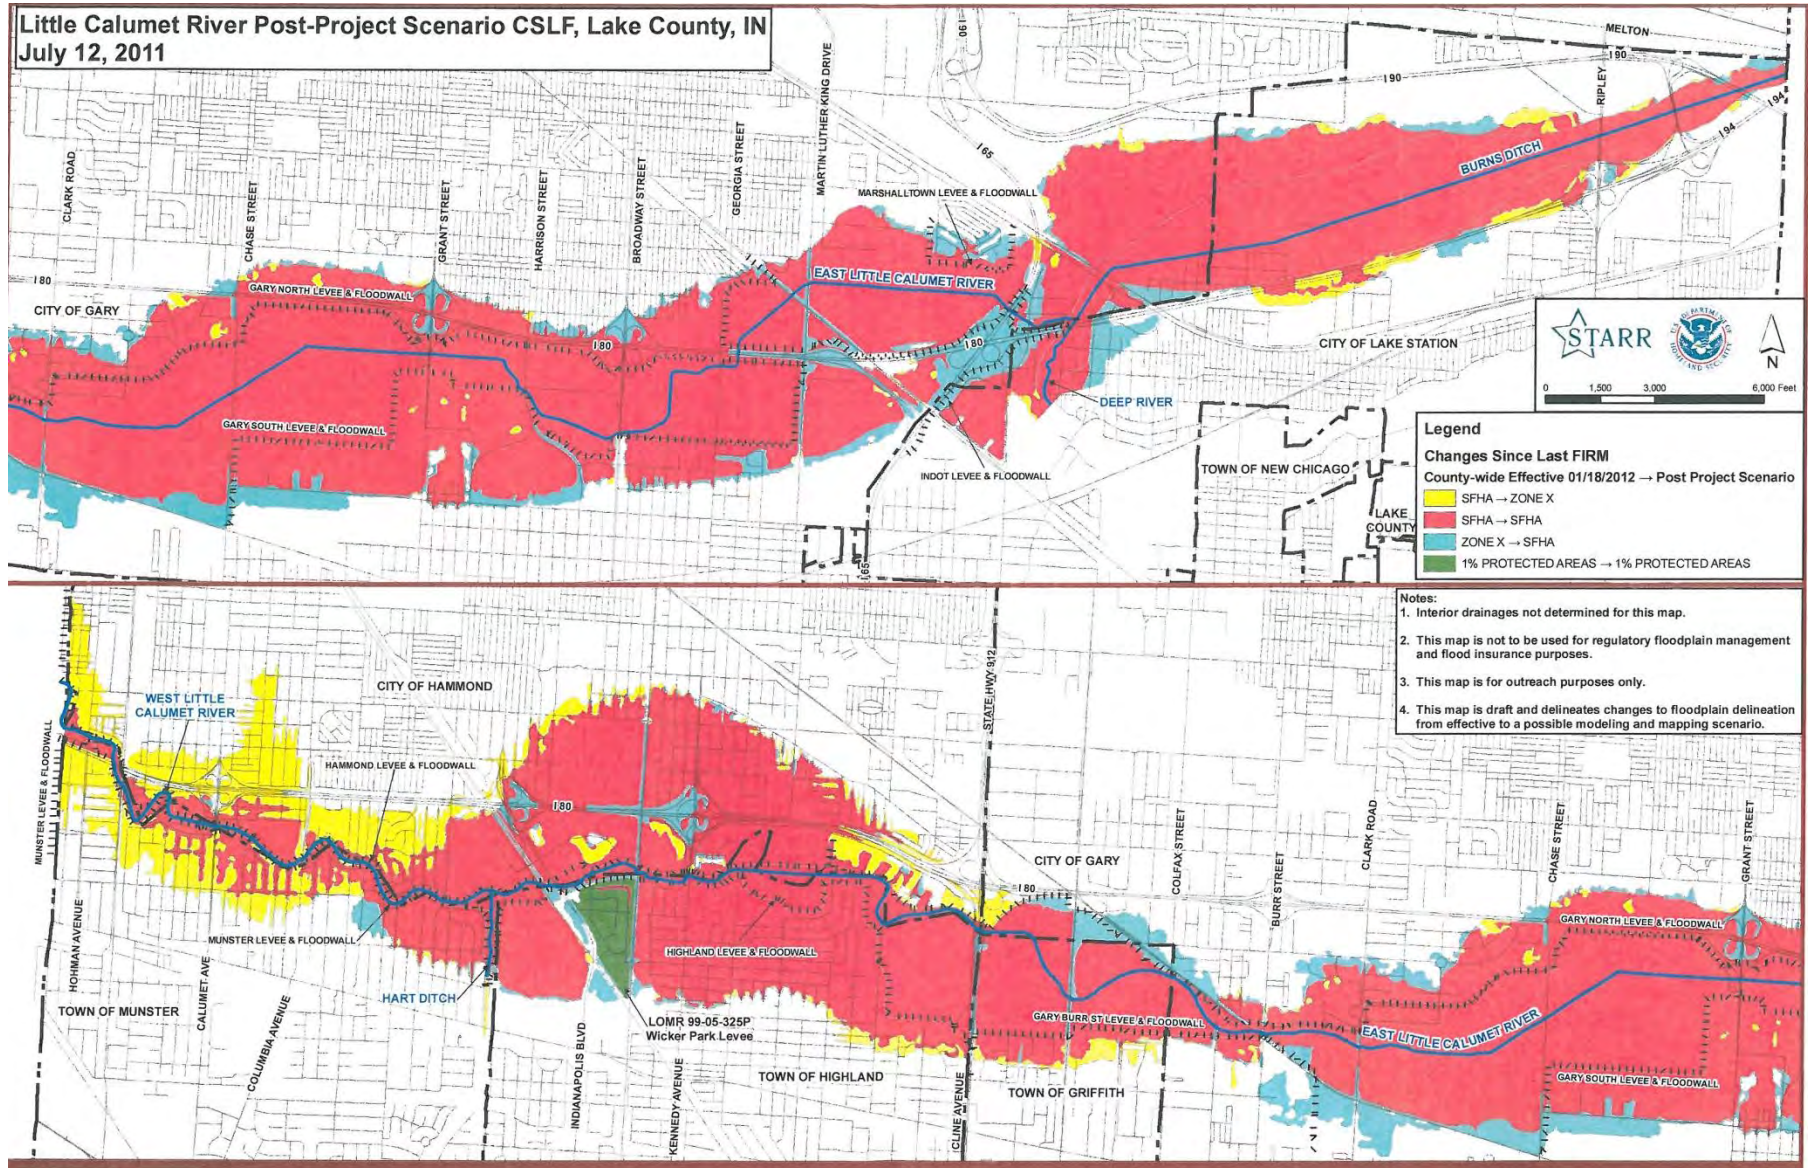 Little Calumet River Post-Project Scenario CSLF, Lake County, IN
July 12, 2011
CLARK ROAD
CHASE STREET
GRANT STREET
HARRISON STREET
BROADWAY STREET
GEORGIA STREET
MARTIN LUTHER KING DRIVE
I90
I65
MELTON
I90
I90
RIPLEY
I94
I94
BURNS DITCH
MARSHALLTOWN LEVEE & FLOODWALL
EAST LITTLE CALUMET RIVER
I80
CITY OF GARY
GARY NORTH LEVEE & FLOODWALL
I80
I80
GARY SOUTH LEVEE & FLOODWALL
DEEP RIVER
INDOT LEVEE & FLOODWALL
CITY OF LAKE STATION
TOWN OF NEW CHICAGO
LAKE
COUNTY
I65
STARR
N
0 1,500 3,000 6,000 Feet
Legend
Changes Since Last FIRM
County-wide Effective 01/18/2012 → Post Project Scenario
SFHA → ZONE X
SFHA → SFHA
ZONE X → SFHA
1% PROTECTED AREAS → 1% PROTECTED AREAS
Notes:
1. Interior drainages not determined for this map.
2. This map is not to be used for regulatory floodplain management
and flood insurance purposes.
3. This map is for outreach purposes only.
4. This map is draft and delineates changes to floodplain delineation
from effective to a possible modeling and mapping scenario.
WEST LITTLE
CALUMET RIVER
CITY OF HAMMOND
MUNSTER LEVEE & FLOODWALL
HAMMOND LEVEE & FLOODWALL
I80
STATE HWY 912
MUNSTER LEVEE & FLOODWALL
HART DITCH
HOHMAN AVENUE
TOWN OF MUNSTER
CALUMET AVE
COLUMBIA AVENUE
INDIANAPOLIS BLVD
LOMR 99-05-325P
Wicker Park Levee
KENNEDY AVENUE
HIGHLAND LEVEE & FLOODWALL
TOWN OF HIGHLAND
CLINE AVENUE
TOWN OF GRIFFITH
CITY OF GARY
I80
GARY BURR ST LEVEE & FLOODWALL
COLFAX STREET
BURR STREET
CLARK ROAD
CHASE STREET
GRANT STREET
GARY NORTH LEVEE & FLOODWALL
EAST LITTLE CALUMET RIVER
GARY SOUTH LEVEE & FLOODWALL